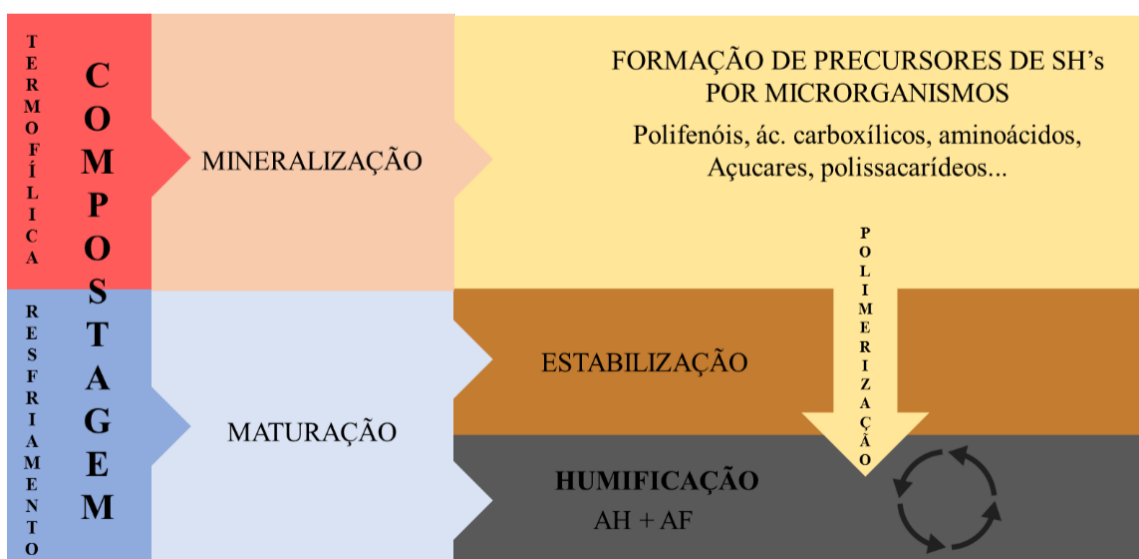 TERMOFÍLICA
RESFRIAMENTO
COMPOSTAGEM
MINERALIZAÇÃO
FORMAÇÃO DE PRECURSORES DE SH's
POR MICRORGANISMOS
Polifenóis, ác. carboxílicos, aminoácidos,
Açucares, polissacarídeos...
POLIMERIZAÇÃO
MATURAÇÃO
ESTABILIZAÇÃO
HUMIFICAÇÃO
AH + AF